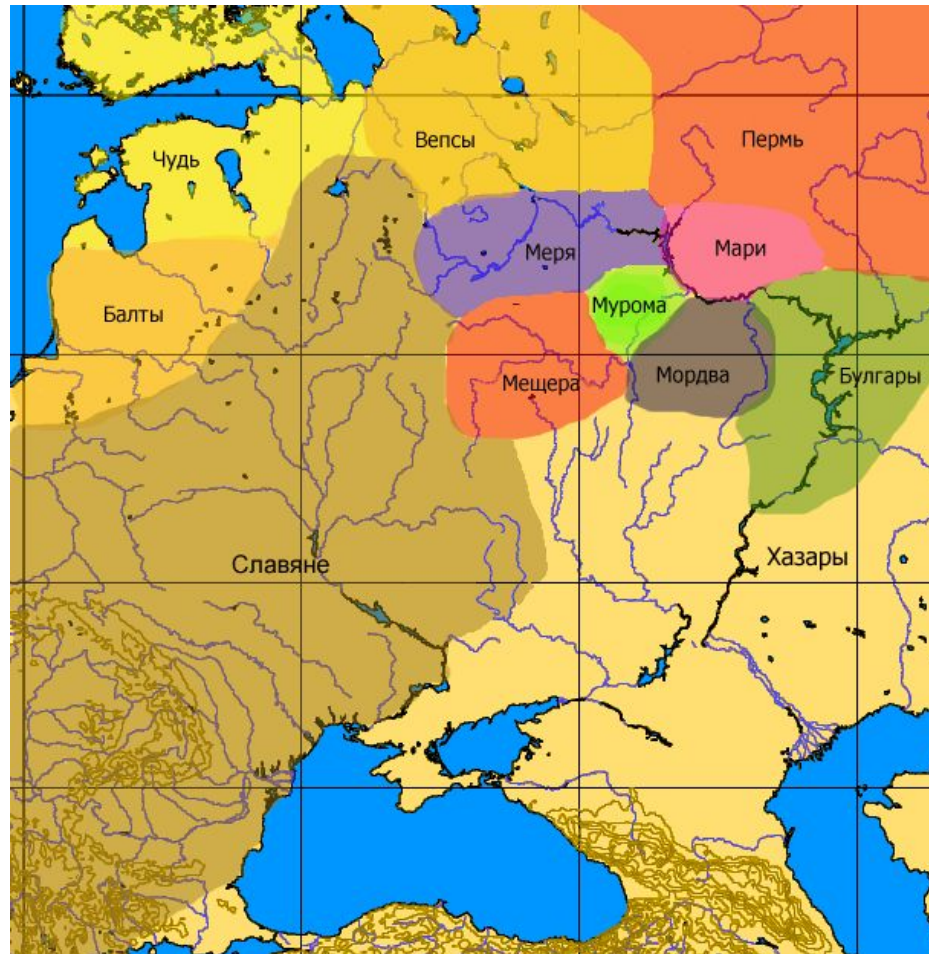 Вепсы
Пермь
Чудь
Меря
Мари
Мурома
Балты
Мещера
Мордва
Булгары
Славяне
Хазары